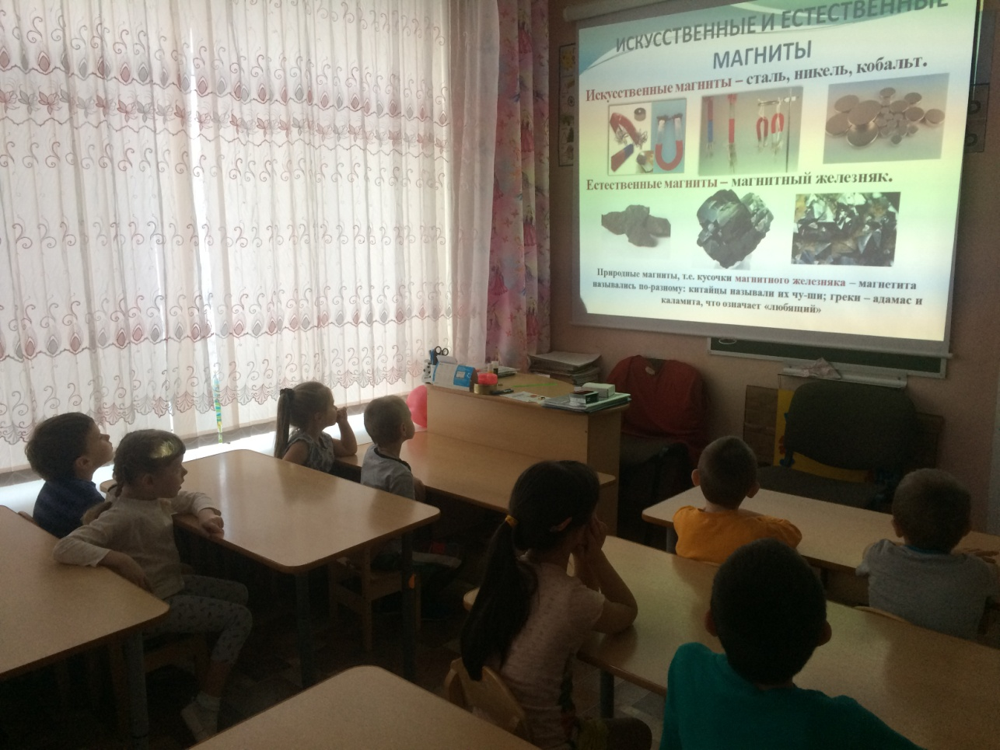 ИСКУССТВЕННЫЕ И ЕСТЕСТВЕННЫЕ
МАГНИТЫ
Искусственные магниты – сталь, никель, кобальт.
Естественные магниты – магнитный железняк.
Природные магниты, т.е. кусочки магнитного железняка – магнетита
назывались по-разному: китайцы называли их чу-ши; греки – адамас и
каламита, что означает «любящий»